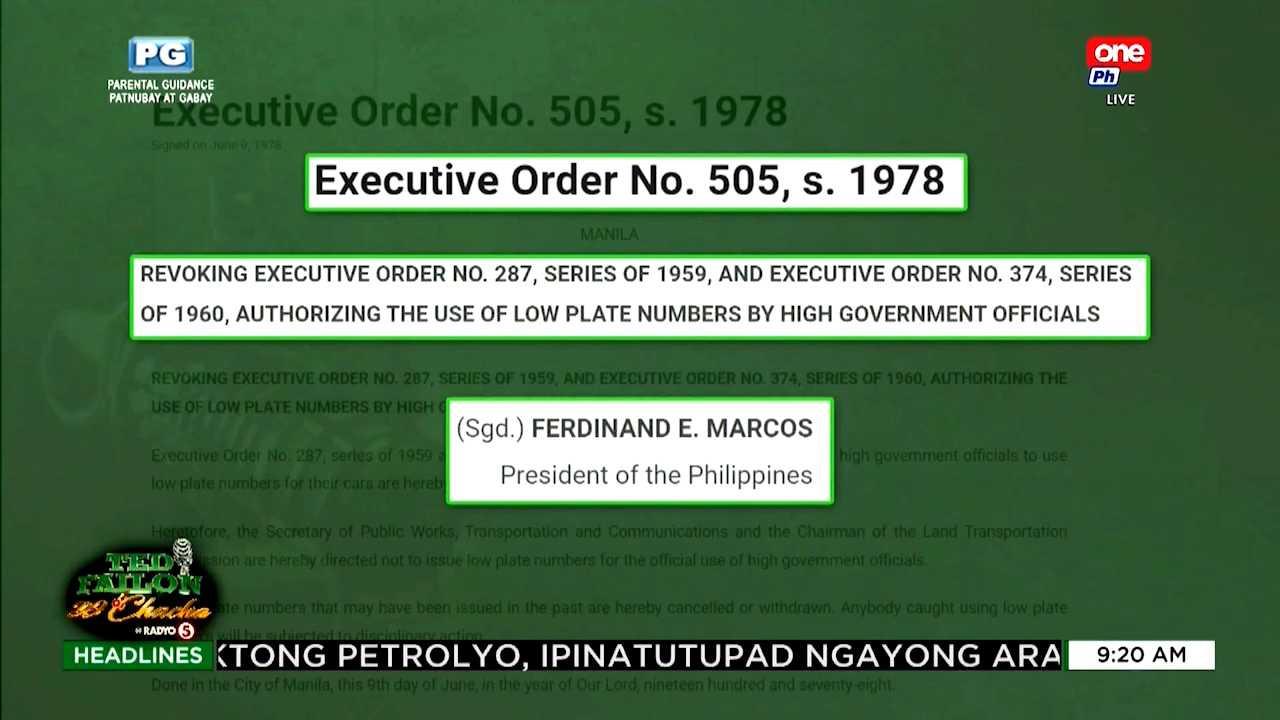 PG
PARENTAL GUIDANCE
PATNUBAY AT GABAY
one
Ph
LIVE
Executive Order No. 505, s. 1978
Signed on June 9, 1978
Executive Order No. 505, s. 1978
MANILA
REVOKING EXECUTIVE ORDER NO. 287, SERIES OF 1959, AND EXECUTIVE ORDER NO. 374, SERIES
OF 1960, AUTHORIZING THE USE OF LOW PLATE NUMBERS BY HIGH GOVERNMENT OFFICIALS
REVOKING EXECUTIVE ORDER NO. 287, SERIES OF 1959, AND EXECUTIVE ORDER NO. 374, SERIES OF 1960, AUTHORIZING THE
USE OF LOW PLATE NUMBERS BY HIGH
(Sgd.) FERDINAND E. MARCOS
President of the Philippines
Executive Order No. 287, series of 1959 high government officials to use
low plate numbers for their cars are hereby
Heretofore, the Secretary of Public Works, Transportation and Communications and the Chairman of the Land Transportation
ssion are hereby directed not to issue low plate numbers for the official use of high government officials.
ate numbers that may have been issued in the past are hereby cancelled or withdrawn. Anybody caught using low plate
will be subjected to disciplinary action.
TED
FAILON
DJ Chacha
RADYO 5
HEADLINES
KTONG PETROLYO, IPINATUTUPAD NGAYONG ARA
9:20 AM
Done in the City of Manila, this 9th day of June, in the year of Our Lord, nineteen hundred and seventy-eight.